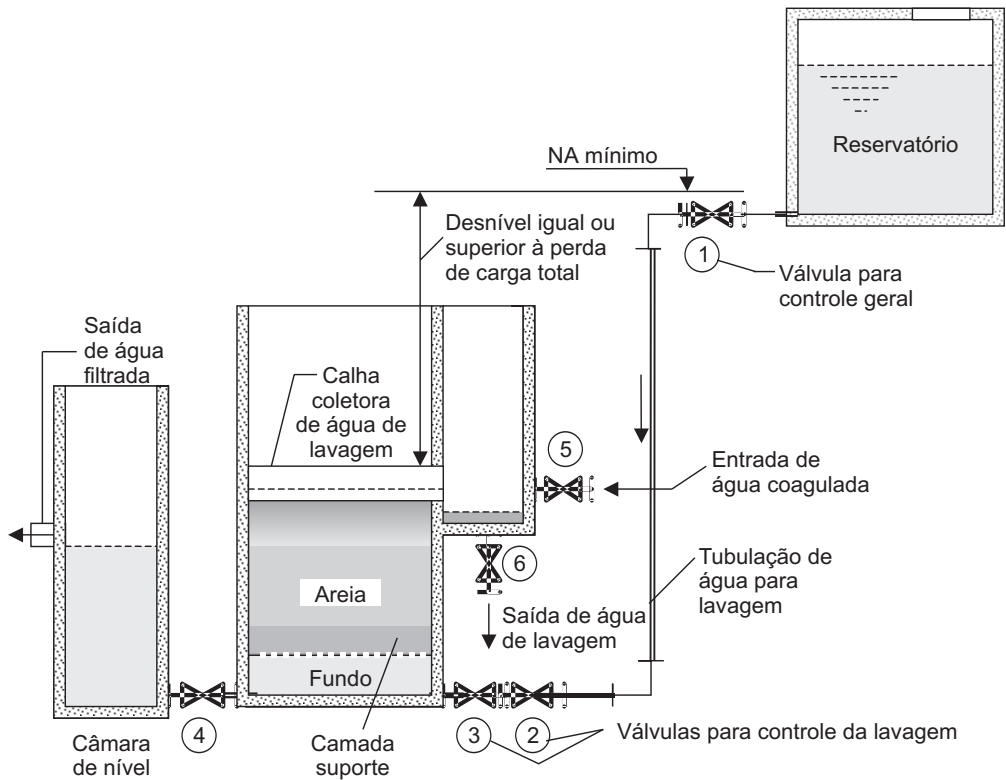 Reservatório
NA mínimo
Desnível igual ou
superior à perda
de carga total
1
Válvula para
controle geral
Saída
de água
filtrada
Calha
coletora
de água de
lavagem
5
Entrada de
água coagulada
6
Areia
Tubulação de
água para
lavagem
Saída de água
de lavagem
Fundo
4
3
2
Válvulas para controle da lavagem
Câmara
de nível
Camada
suporte